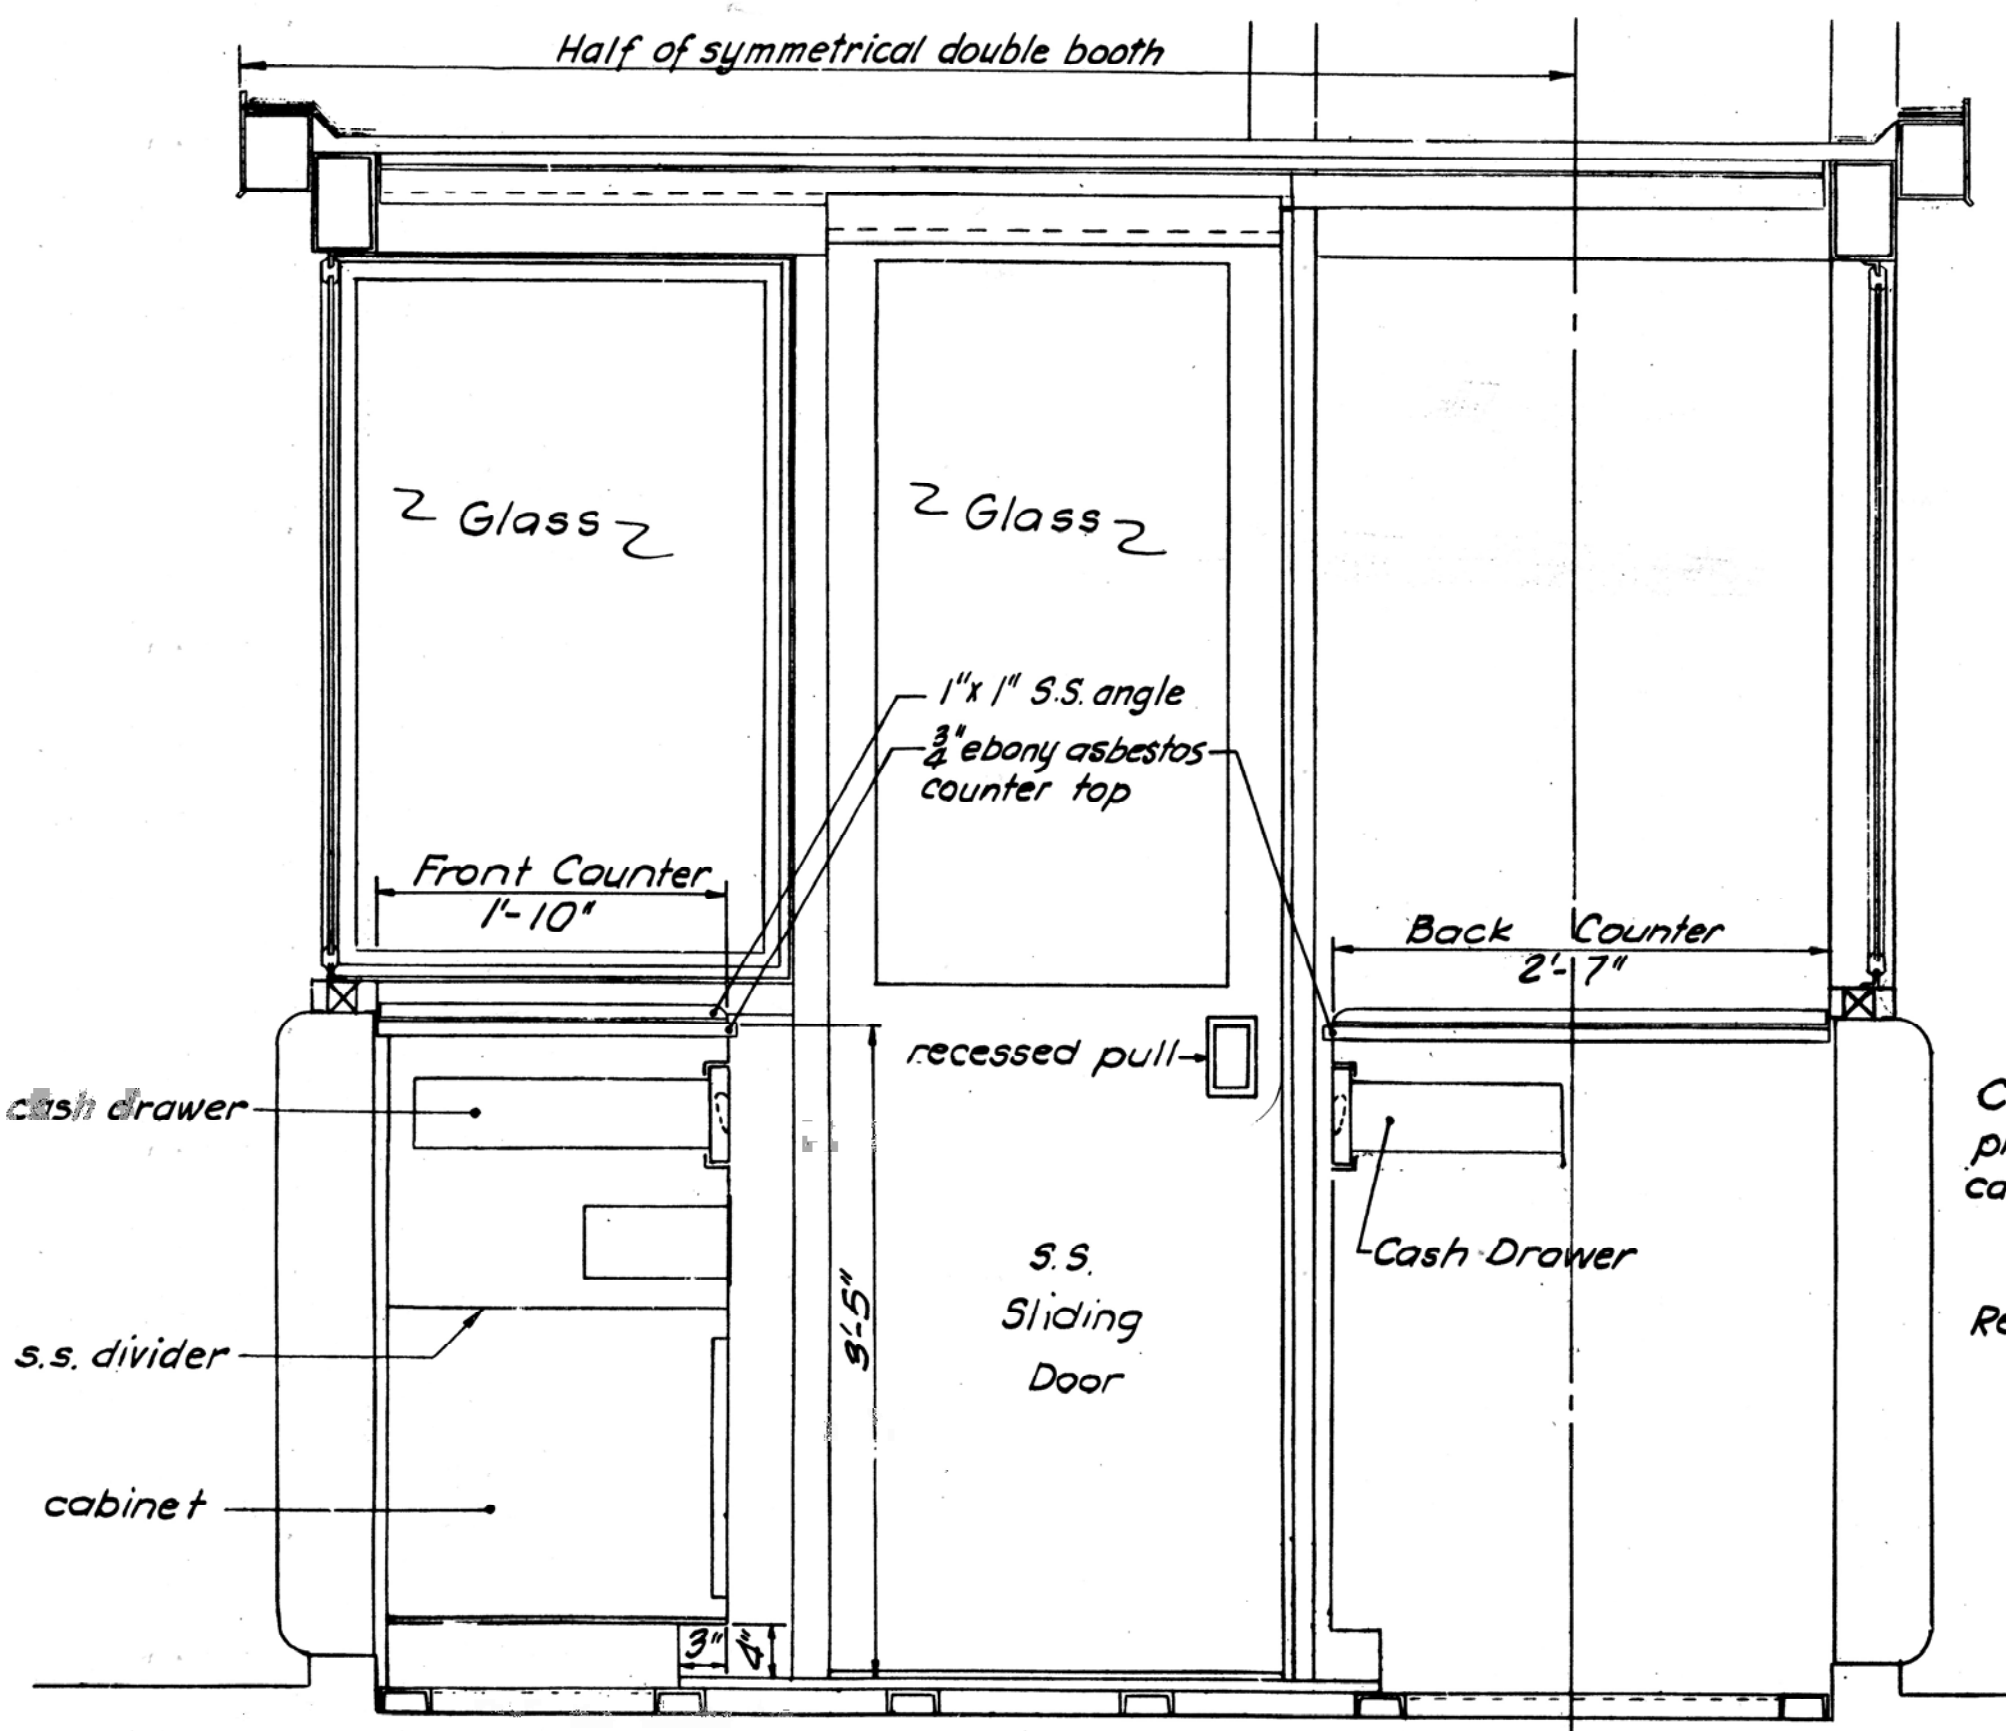 Half of symmetrical double booth
Glass
Glass
1"x 1" S.S. angle
3/4" ebony asbestos
counter top
Front Counter
1'-10"
Back Counter
2'-7"
recessed pull
cash drawer
C
ca
Cash Drawer
s.s.
Sliding
Door
3'-5"
Re
s.s. divider
cabinet
3"
4"